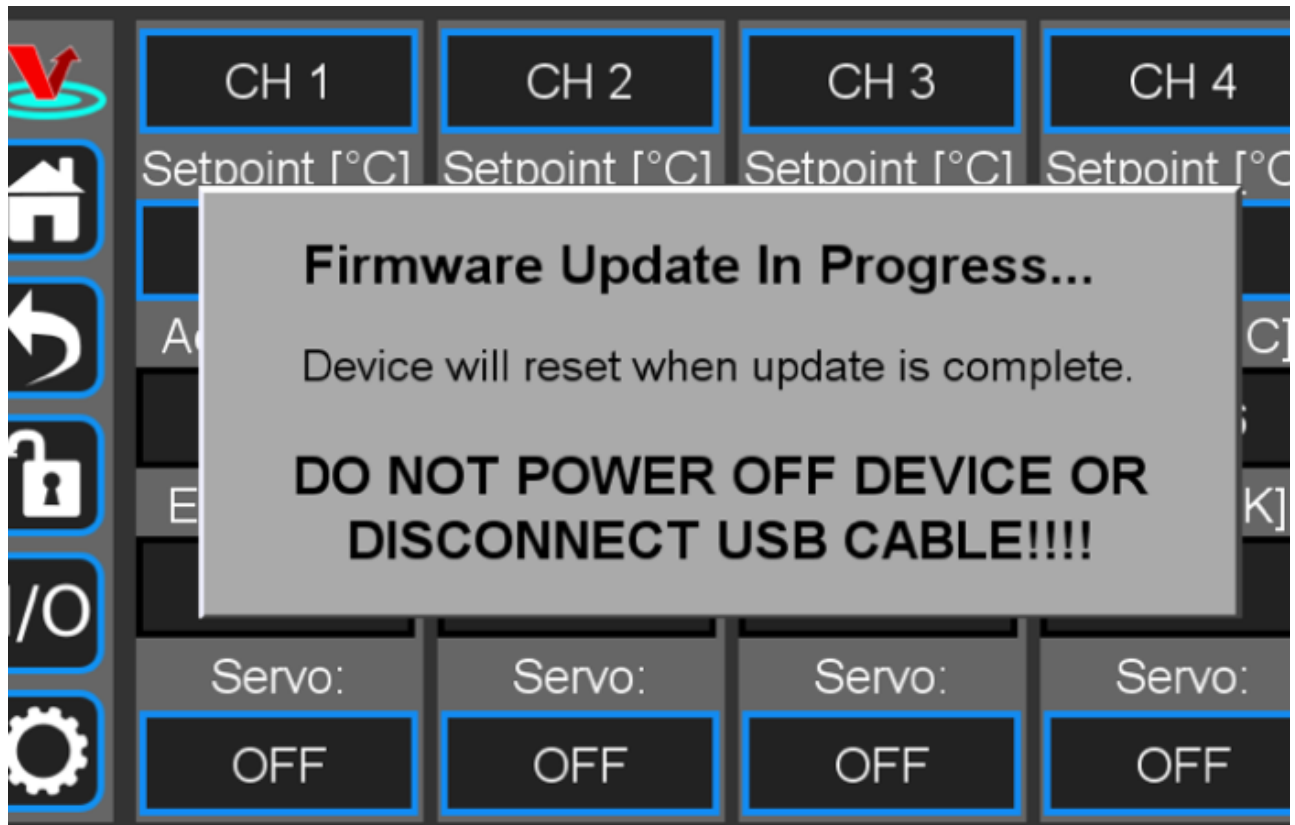 CH 1 CH 2 CH 3 CH 4
Setpoint [°C] Setpoint [°C] Setpoint [°C] Setpoint [°C
Firmware Update In Progress...
C]
Device will reset when update is complete.
DO NOT POWER OFF DEVICE OR
K]
DISCONNECT USB CABLE!!!!
I/O
Servo: Servo: Servo: Servo:
OFF OFF OFF OFF